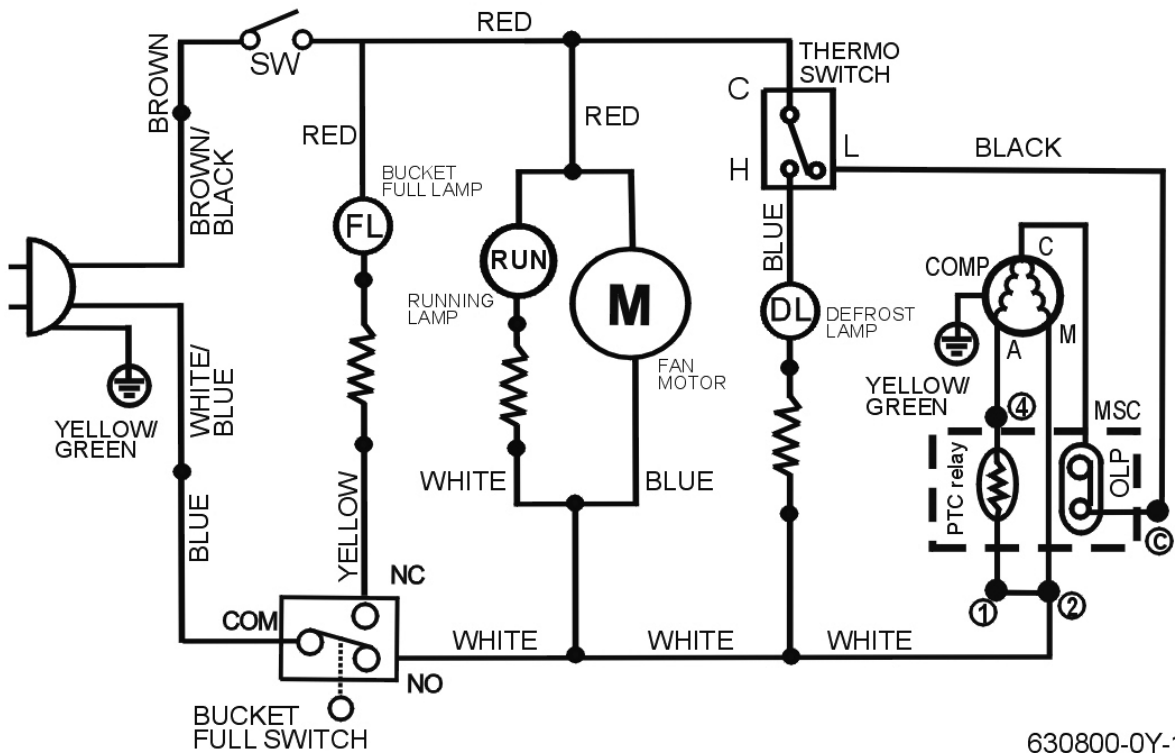 RED
BROWN
SW
THERMO
SWITCH
C
RED
RED
L
BLACK
H
BROWN/
BLACK
BUCKET
FULL LAMP
FL
RUN
BLUE
C
COMP
M
DL
RUNNING
LAMP
DEFROST
LAMP
A
M
FAN
MOTOR
YELLOW/
GREEN
WHITE/
BLUE
YELLOW/
GREEN
4
MSC
WHITE
BLUE
PTC relay
OLP
C
BLUE
YELLOW
NC
1
2
COM
WHITE
WHITE
WHITE
NO
BUCKET
FULL SWITCH